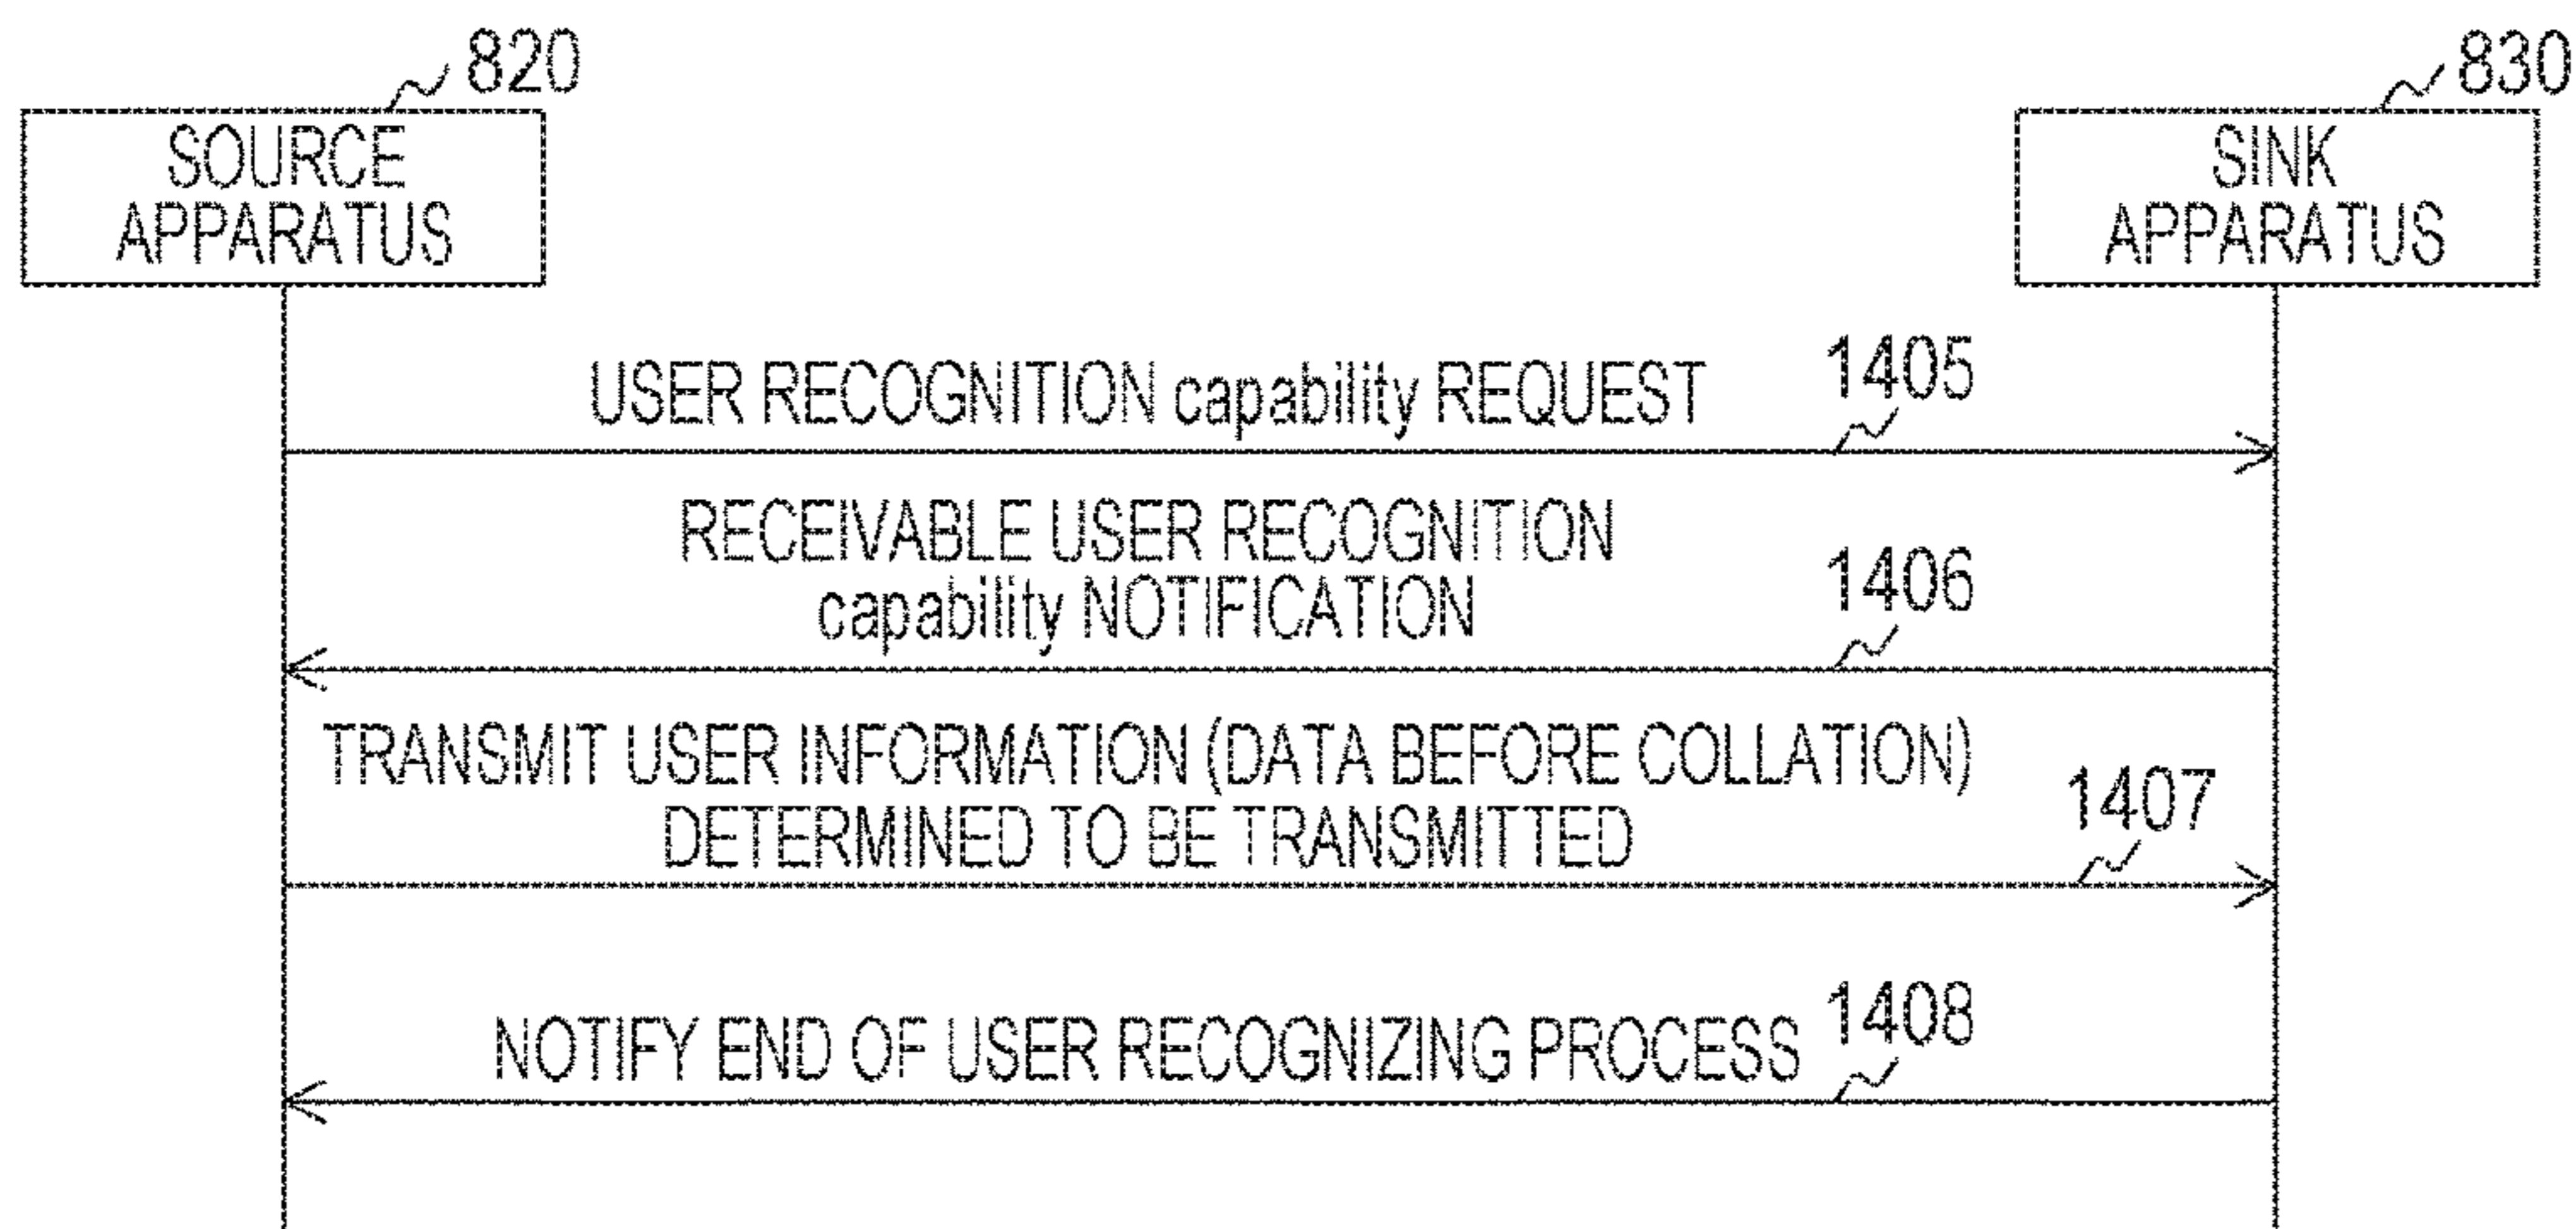 820
830
SOURCE
APPARATUS
SINK
APPARATUS
USER RECOGNITION capability REQUEST
1405
RECEIVABLE USER RECOGNITION
capability NOTIFICATION
1406
TRANSMIT USER INFORMATION (DATA BEFORE COLLATION)
DETERMINED TO BE TRANSMITTED
1407
NOTIFY END OF USER RECOGNIZING PROCESS
1408